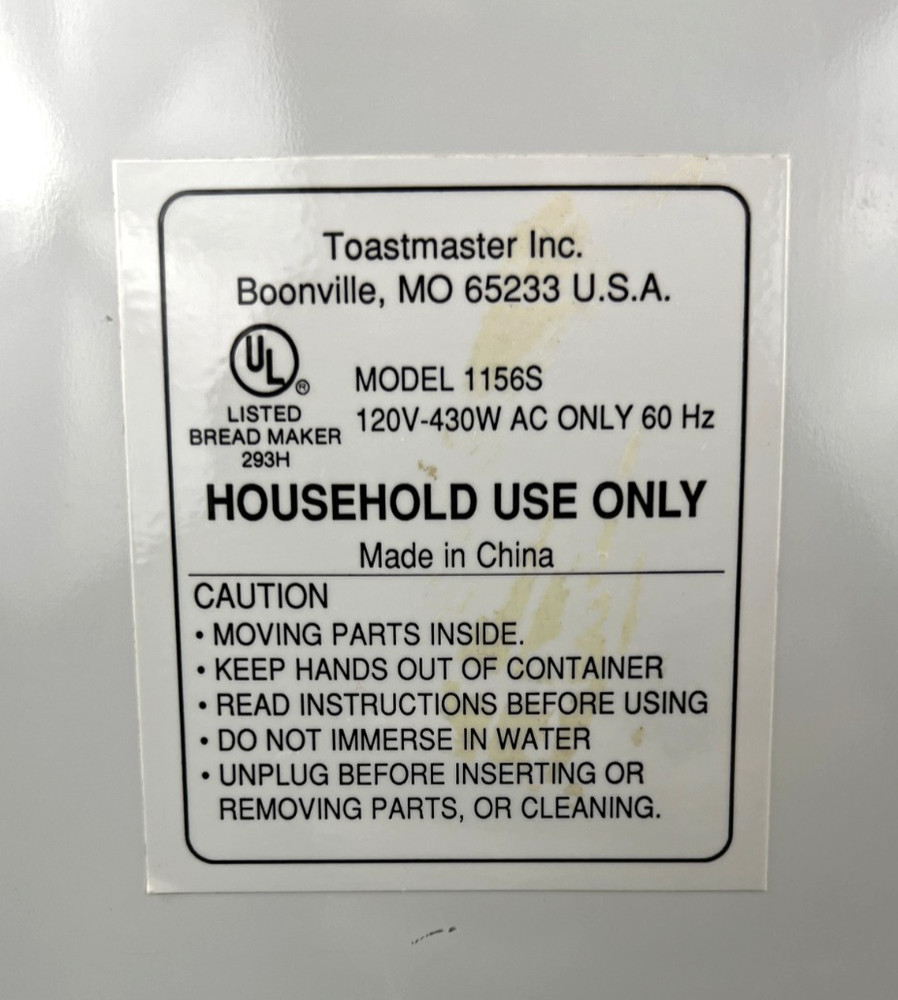 Toastmaster Inc.
Boonville, MO 65233 U.S.A.
UL®
LISTED
BREAD MAKER
293H
MODEL 1156S
120V-430W AC ONLY 60 Hz
HOUSEHOLD USE ONLY
Made in China
CAUTION
• MOVING PARTS INSIDE.
• KEEP HANDS OUT OF CONTAINER
• READ INSTRUCTIONS BEFORE USING
• DO NOT IMMERSE IN WATER
• UNPLUG BEFORE INSERTING OR
REMOVING PARTS, OR CLEANING.